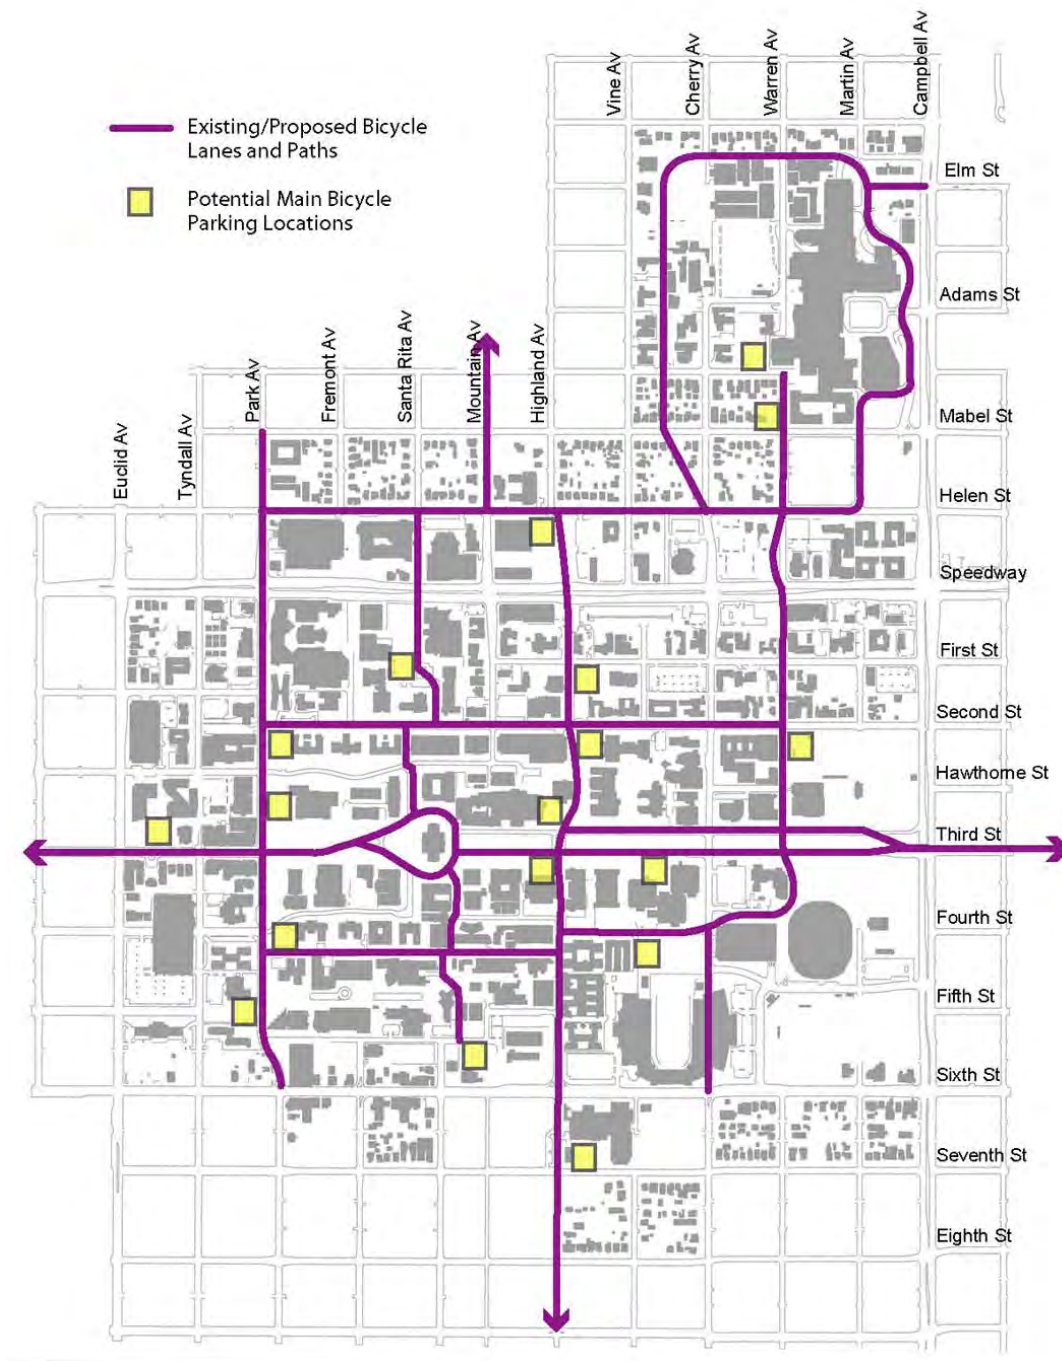 Vine Av
Cherry Av
Warren Av
Martin Av
Campbell Av
Existing/Proposed Bicycle
Lanes and Paths
Potential Main Bicycle
Parking Locations
Elm St
Adams St
Euclid Av
Tyndall Av
Park Av
Fremont Av
Santa Rita Av
Mountain Av
Highland Av
Mabel St
Helen St
Speedway
First St
Second St
Hawthorne St
Third St
Fourth St
Fifth St
Sixth St
Seventh St
Eighth St